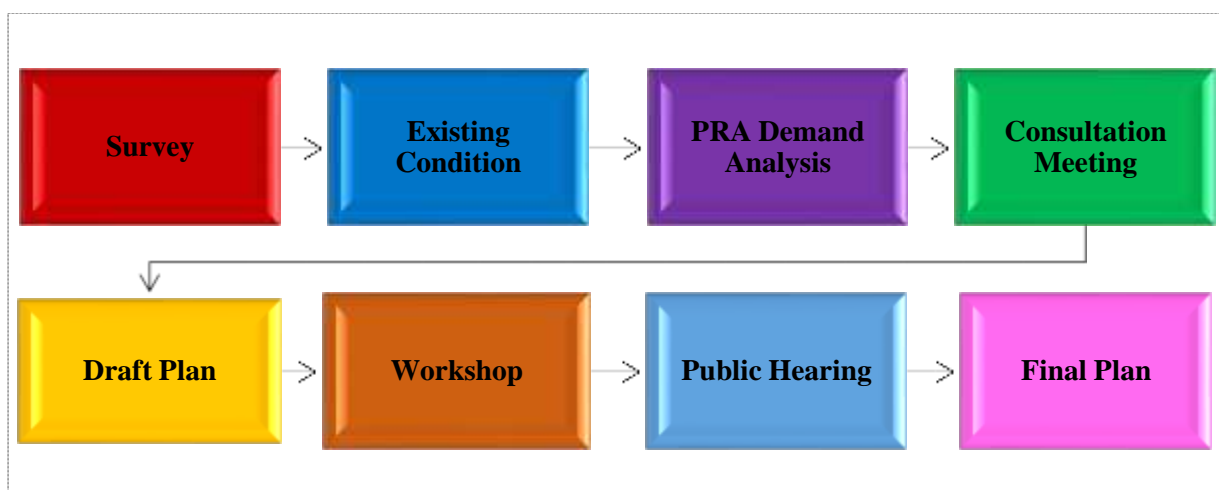 Survey
Existing
Condition
PRA Demand
Analysis
Consultation
Meeting
Draft Plan
Workshop
Public Hearing
Final Plan